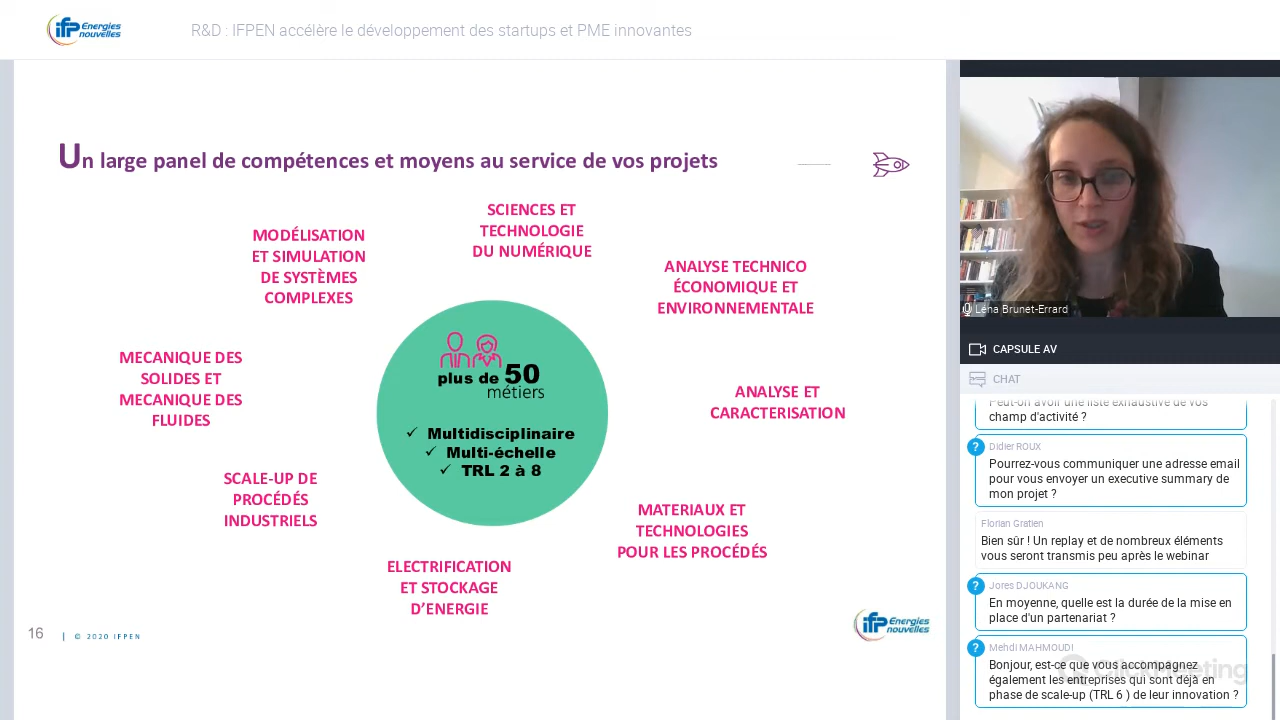 ifp Energies nouvelles
R&D : IFPEN accélère le développement des startups et PME innovantes
Un large panel de compétences et moyens au service de vos projets
SCIENCES ET
TECHNOLOGIE
DU NUMÉRIQUE
MODÉLISATION
ET SIMULATION
DE SYSTÈMES
COMPLEXES
ANALYSE TECHNICO
ÉCONOMIQUE ET
ENVIRONNEMENTALE
MECANIQUE DES
SOLIDES ET
MECANIQUE DES
FLUIDES
plus de 50
métiers
✓ Multidisciplinaire
✓ Multi-échelle
✓ TRL 2 à 8
ANALYSE ET
CARACTERISATION
SCALE-UP DE
PROCÉDÉS
INDUSTRIELS
MATERIAUX ET
TECHNOLOGIES
POUR LES PROCÉDÉS
ELECTRIFICATION
ET STOCKAGE
D'ENERGIE
16 | © 2020 IFPEN
ifp Energies nouvelles
Léna Brunet-Errard
CAPSULE AV
CHAT
Peut-on avoir une liste exhaustive de vos
champ d'activité ?
? Didier ROUX
Pourrez-vous communiquer une adresse email
pour vous envoyer un executive summary de
mon projet ?
Florian Gratien
Bien sûr ! Un replay et de nombreux éléments
vous seront transmis peu après le webinar
? Jores DJOUKANG
En moyenne, quelle est la durée de la mise en
place d'un partenariat ?
? Mehdi MAHMOUDI
Bonjour, est-ce que vous accompagnez
également les entreprises qui sont déjà en
phase de scale-up (TRL 6 ) de leur innovation ?
ClickMeeting